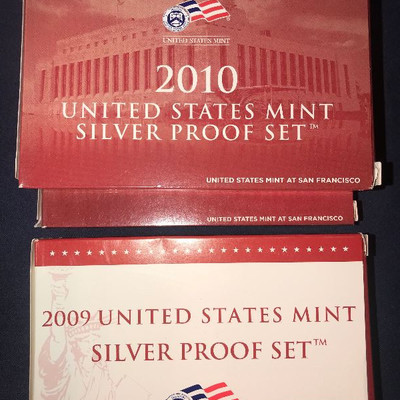 UNITED STATES MINT
2010
UNITED STATES MINT
SILVER PROOF SET™
UNITED STATES MINT AT SAN FRANCISCO
UNITED STATES MINT AT SAN FRANCISCO
2009 UNITED STATES MINT
SILVER PROOF SET™